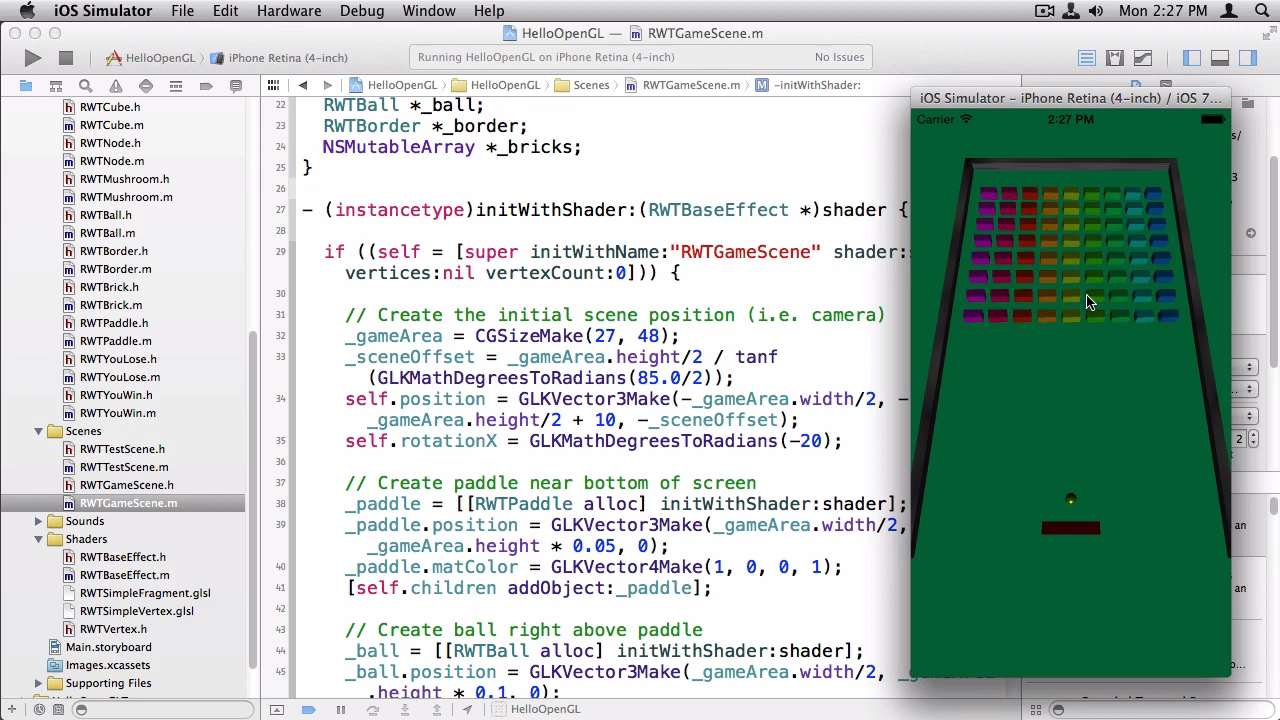 iOS Simulator File Edit Hardware Debug Window Help Mon 2:27 PM
HelloOpenGL — RWTGameScene.m
HelloOpenGL iPhone Retina (4-inch) Running HelloOpenGL on iPhone Retina (4-inch) No Issues
HelloOpenGL HelloOpenGL Scenes RWTGameScene.m -initWithShader:
RWTCube.h
RWTCube.m
RWTNode.h
RWTNode.m
RWTMushroom.h
RWTMushroom.m
RWTBall.h
RWTBall.m
RWTBorder.h
RWTBorder.m
RWTBrick.h
RWTBrick.m
RWTPaddle.h
RWTPaddle.m
RWTYouLose.h
RWTYouLose.m
RWTYouWin.h
RWTYouWin.m
Scenes
RWTTestScene.h
RWTTestScene.m
RWTGameScene.h
RWTGameScene.m
Sounds
Shaders
RWTBaseEffect.h
RWTBaseEffect.m
RWTSimpleFragment.glsl
RWTSimpleVertex.glsl
RWTVertex.h
Main.storyboard
Images.xcassets
Supporting Files
22 RWTBall *_ball;
23 RWTBorder *_border;
24 NSMutableArray *_bricks;
25 }
26
27 - (instancetype)initWithShader:(RWTBaseEffect *)shader {
28
29 if ((self = [super initWithName:"RWTGameScene" shader:
vertices:nil vertexCount:0])) {
30
31 // Create the initial scene position (i.e. camera)
32 _gameArea = CGSizeMake(27, 48);
33 _sceneOffset = _gameArea.height/2 / tanf
(GLKMathDegreesToRadians(85.0/2));
34 self.position = GLKVector3Make(-_gameArea.width/2, -
_gameArea.height/2 + 10, -_sceneOffset);
35 self.rotationX = GLKMathDegreesToRadians(-20);
36
37 // Create paddle near bottom of screen
38 _paddle = [[RWTPaddle alloc] initWithShader:shader];
39 _paddle.position = GLKVector3Make(_gameArea.width/2,
_gameArea.height * 0.05, 0);
40 _paddle.matColor = GLKVector4Make(1, 0, 0, 1);
41 [self.children addObject:_paddle];
42
43 // Create ball right above paddle
44 _ball = [[RWTBall alloc] initWithShader:shader];
45 _ball.position = GLKVector3Make(_gameArea.width/2,
.height * 0.1, 0);
HelloOpenGL
iOS Simulator – iPhone Retina (4-inch) / iOS 7...
Carrier 2:27 PM
3
2
an
an